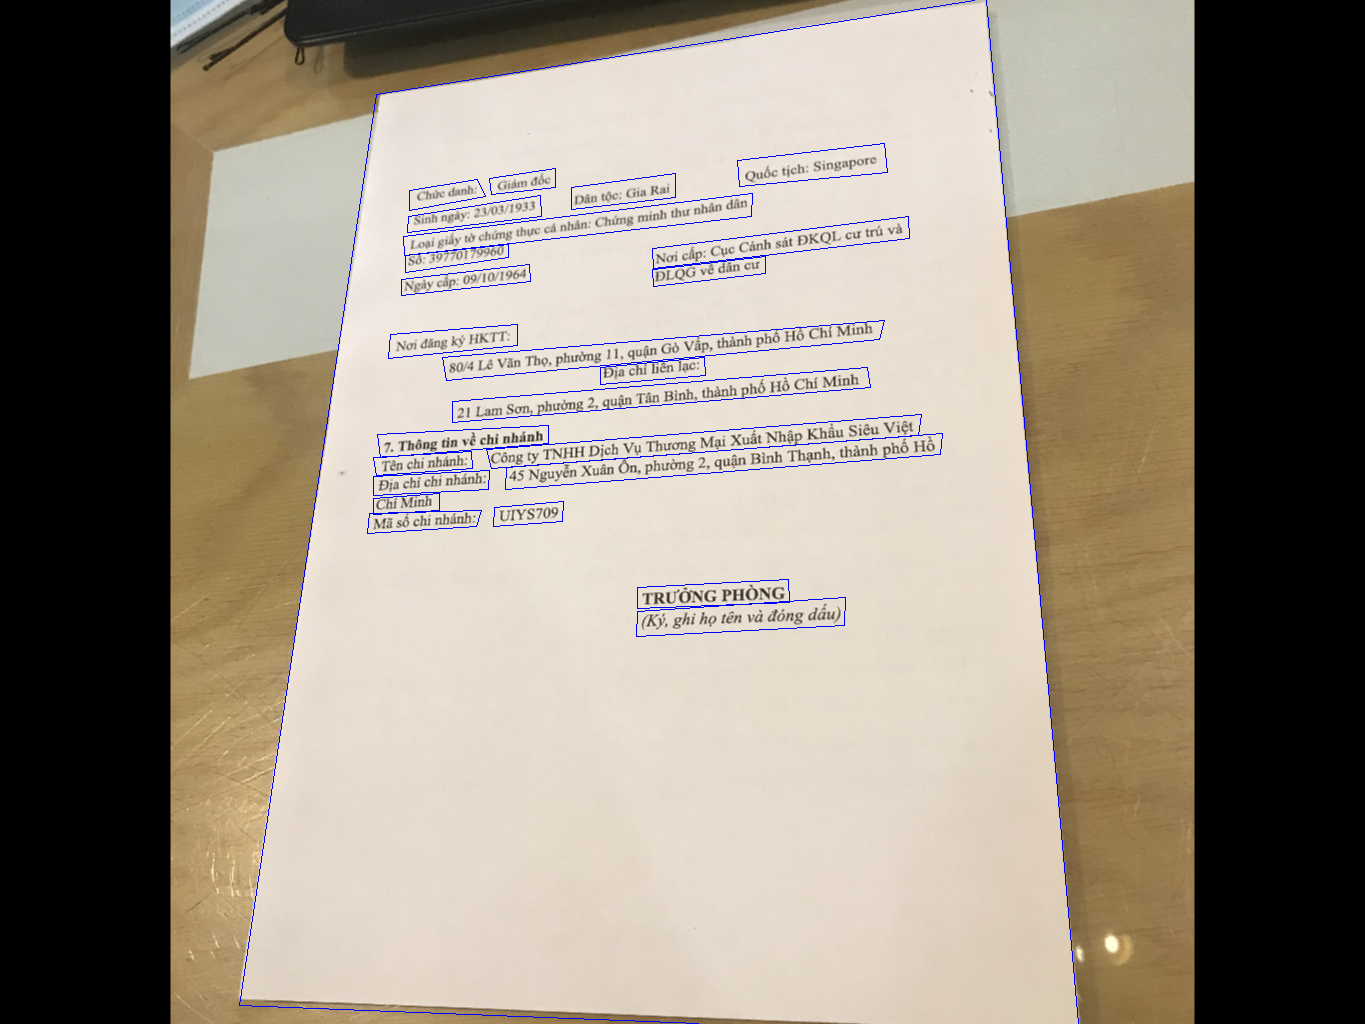 Chức danh: Giám đốc Quốc tịch: Singapore
Sinh ngày: 23/03/1933 Dân tộc: Gia Rai
Loại giấy tờ chứng thực cá nhân: Chứng minh thư nhân dân
Số: 39770179960 Nơi cấp: Cục Cảnh sát ĐKQL cư trú và
Ngày cấp: 09/10/1964 ĐLQG về dân cư
Nơi đăng ký HKTT:
80/4 Lê Văn Thọ, phường 11, quận Gò Vấp, thành phố Hồ Chí Minh
Địa chỉ liên lạc:
21 Lam Sơn, phường 2, quận Tân Bình, thành phố Hồ Chí Minh
7. Thông tin về chi nhánh
Tên chi nhánh: Công ty TNHH Dịch Vụ Thương Mại Xuất Nhập Khẩu Siêu Việt
Địa chỉ chi nhánh: 45 Nguyễn Xuân Ôn, phường 2, quận Bình Thạnh, thành phố Hồ
Chí Minh
Mã số chi nhánh: UIYS709
TRƯỞNG PHÒNG
(Ký, ghi họ tên và đóng dấu)